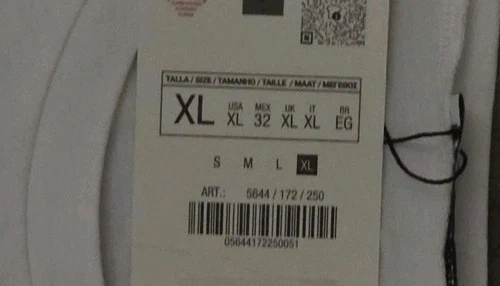 TALLA / SIZE / TAMANHO / TAILLE / MAAT / ΜΕΓΕΘΟΣ
XL USA XL MEX 32 UK XL IT XL BR EG
S M L XL
ART.: 5644 / 172 / 250
05644172250051